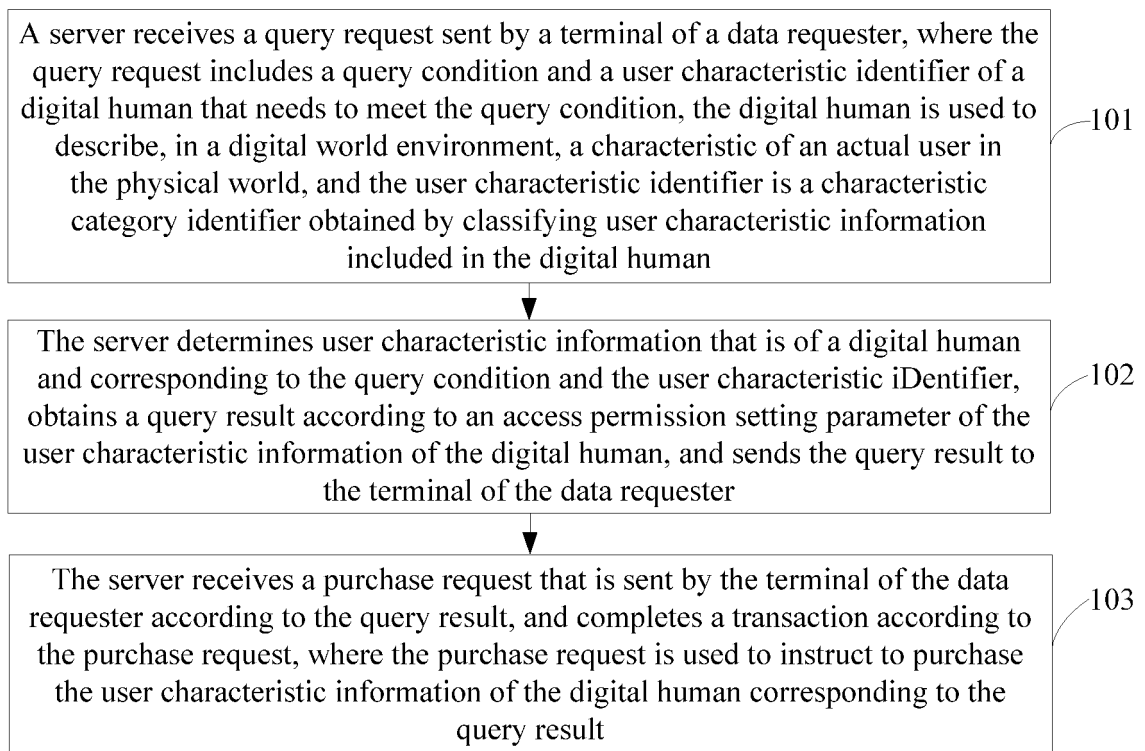 A server receives a query request sent by a terminal of a data requester, where the
query request includes a query condition and a user characteristic identifier of a
digital human that needs to meet the query condition, the digital human is used to
describe, in a digital world environment, a characteristic of an actual user in
the physical world, and the user characteristic identifier is a characteristic
category identifier obtained by classifying user characteristic information
included in the digital human
101
The server determines user characteristic information that is of a digital human
and corresponding to the query condition and the user characteristic iDentifier,
obtains a query result according to an access permission setting parameter of the
user characteristic information of the digital human, and sends the query result to
the terminal of the data requester
102
The server receives a purchase request that is sent by the terminal of the data
requester according to the query result, and completes a transaction according to
the purchase request, where the purchase request is used to instruct to purchase
the user characteristic information of the digital human corresponding to the
query result
103